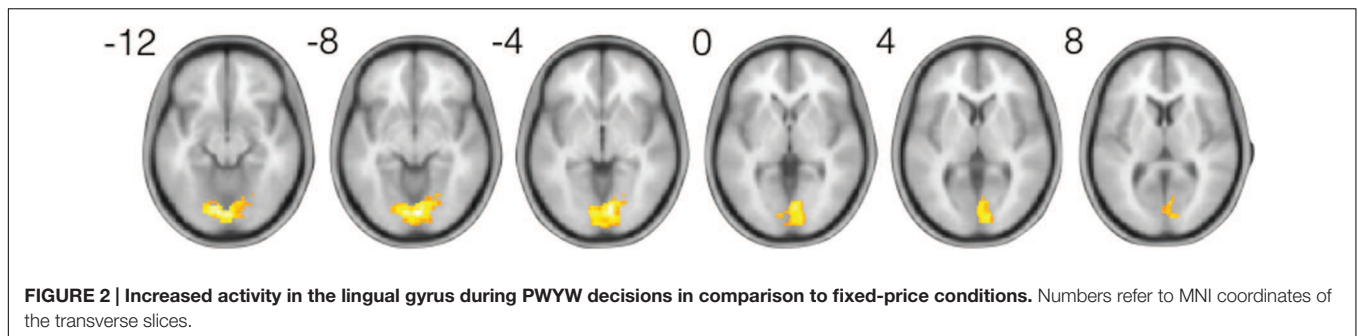 -12 -8 -4 0 4 8
FIGURE 2 | Increased activity in the lingual gyrus during PWYW decisions in comparison to fixed-price conditions. Numbers refer to MNI coordinates of
the transverse slices.